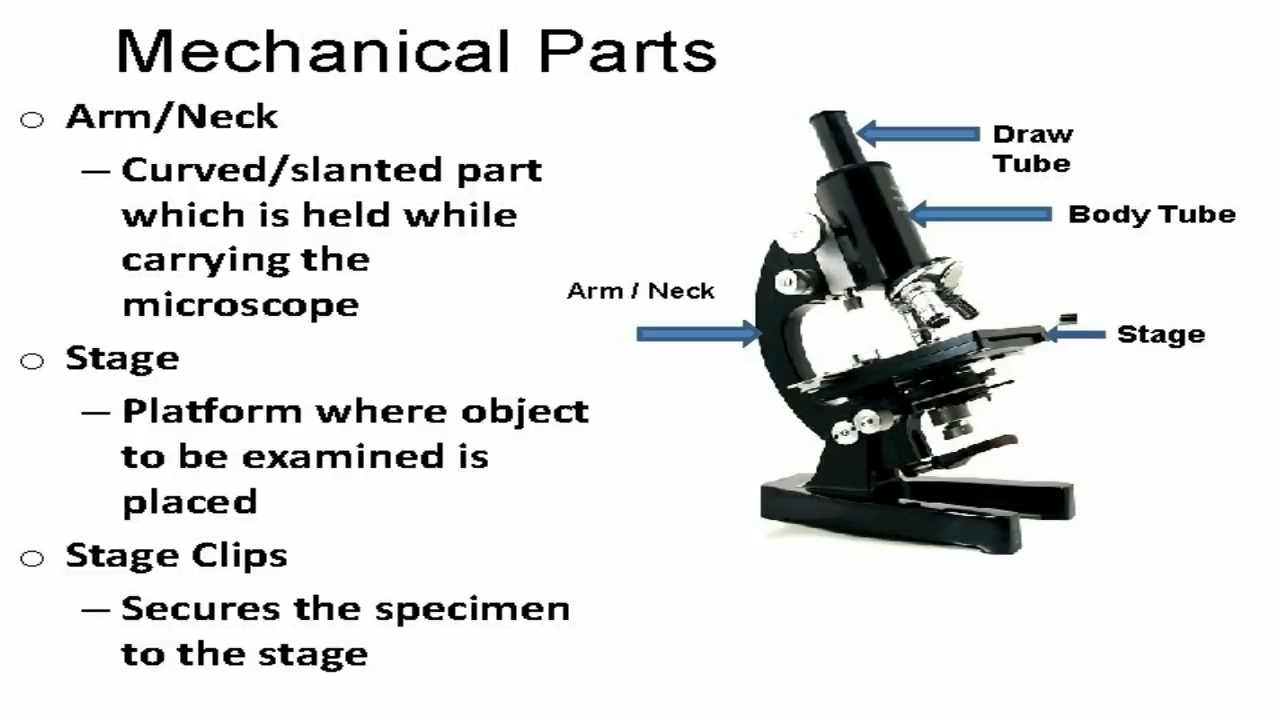 Mechanical Parts
○ Arm/Neck
– Curved/slanted part
which is held while
carrying the
microscope
○ Stage
– Platform where object
to be examined is
placed
○ Stage Clips
– Secures the specimen
to the stage
Draw
Tube
Body Tube
Arm / Neck
Stage